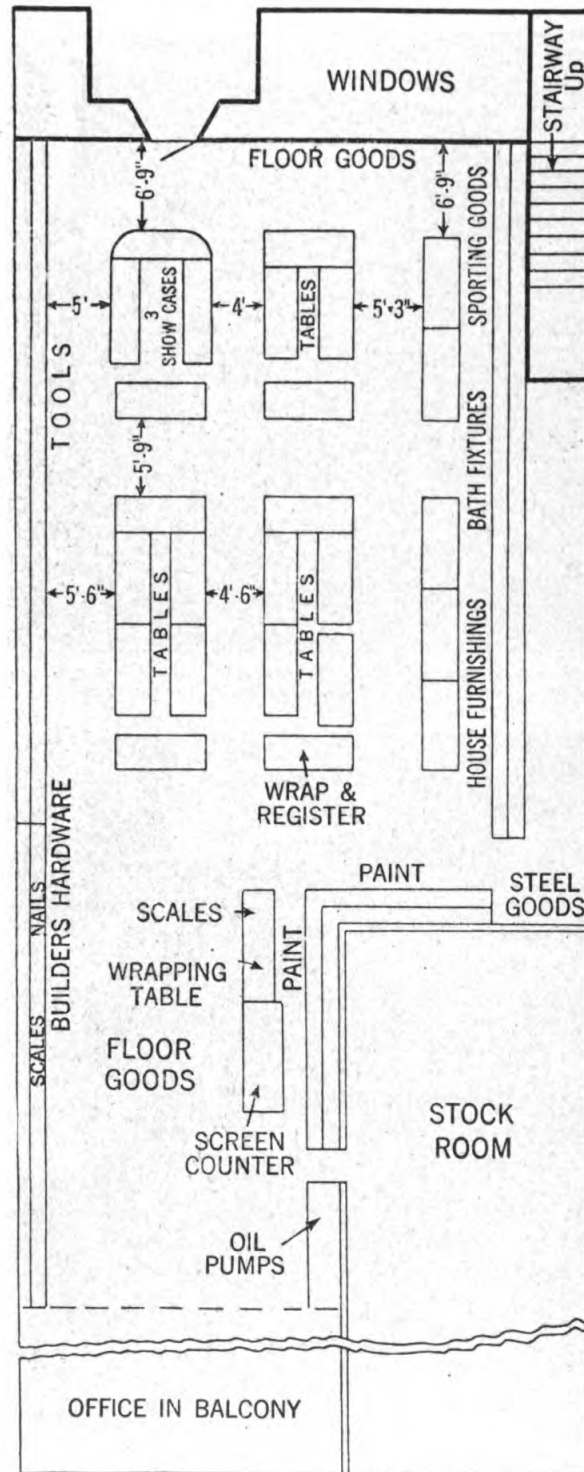 WINDOWS
STAIRWAY
Up
FLOOR GOODS
6'-9"
6'-9"
SPORTING GOODS
5'
3
SHOW CASES
4'
TABLES
5'-3"
TOOLS
5'-9"
BATH FIXTURES
5'-6"
TABLES
4'-6"
TABLES
HOUSE FURNISHINGS
WRAP &
REGISTER
BUILDERS HARDWARE
NAILS
SCALES
PAINT
STEEL
GOODS
SCALES
WRAPPING
TABLE
PAINT
FLOOR
GOODS
SCREEN
COUNTER
STOCK
ROOM
OIL
PUMPS
OFFICE IN BALCONY